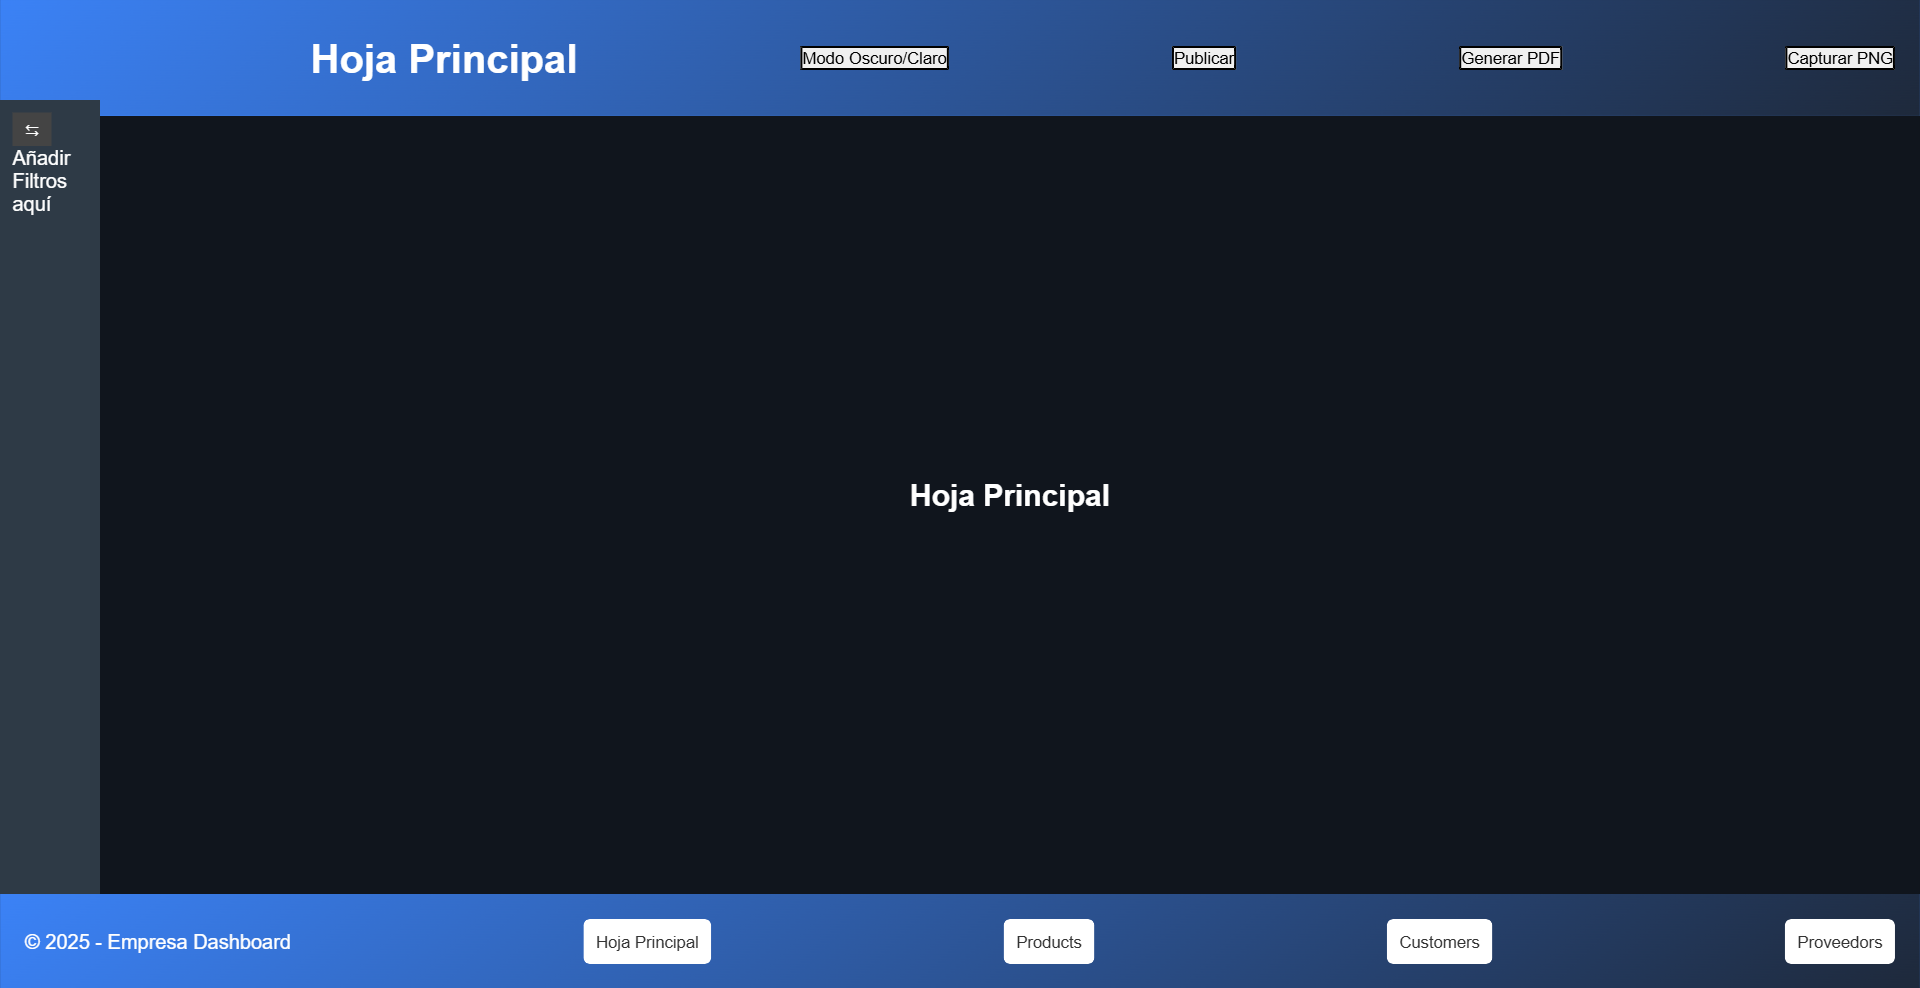 Hoja Principal
Modo Oscuro/Claro
Publicar
Generar PDF
Capturar PNG
⇆
Añadir
Filtros
aquí
Hoja Principal
© 2025 - Empresa Dashboard
Hoja Principal
Products
Customers
Proveedors